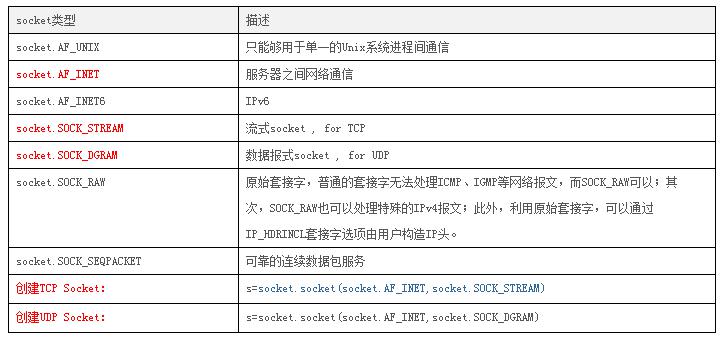 socket类型 描述
socket.AF_UNIX 只能够用于单一的Unix系统进程间通信
socket.AF_INET 服务器之间网络通信
socket.AF_INET6 IPv6
socket.SOCK_STREAM 流式socket , for TCP
socket.SOCK_DGRAM 数据报式socket , for UDP
socket.SOCK_RAW 原始套接字，普通的套接字无法处理ICMP、IGMP等网络报文，而SOCK_RAW可以；其
次，SOCK_RAW也可以处理特殊的IPv4报文；此外，利用原始套接字，可以通过
IP_HDRINCL套接字选项由用户构造IP头。
socket.SOCK_SEQPACKET 可靠的连续数据包服务
创建TCP Socket: s=socket.socket(socket.AF_INET,socket.SOCK_STREAM)
创建UDP Socket: s=socket.socket(socket.AF_INET,socket.SOCK_DGRAM)